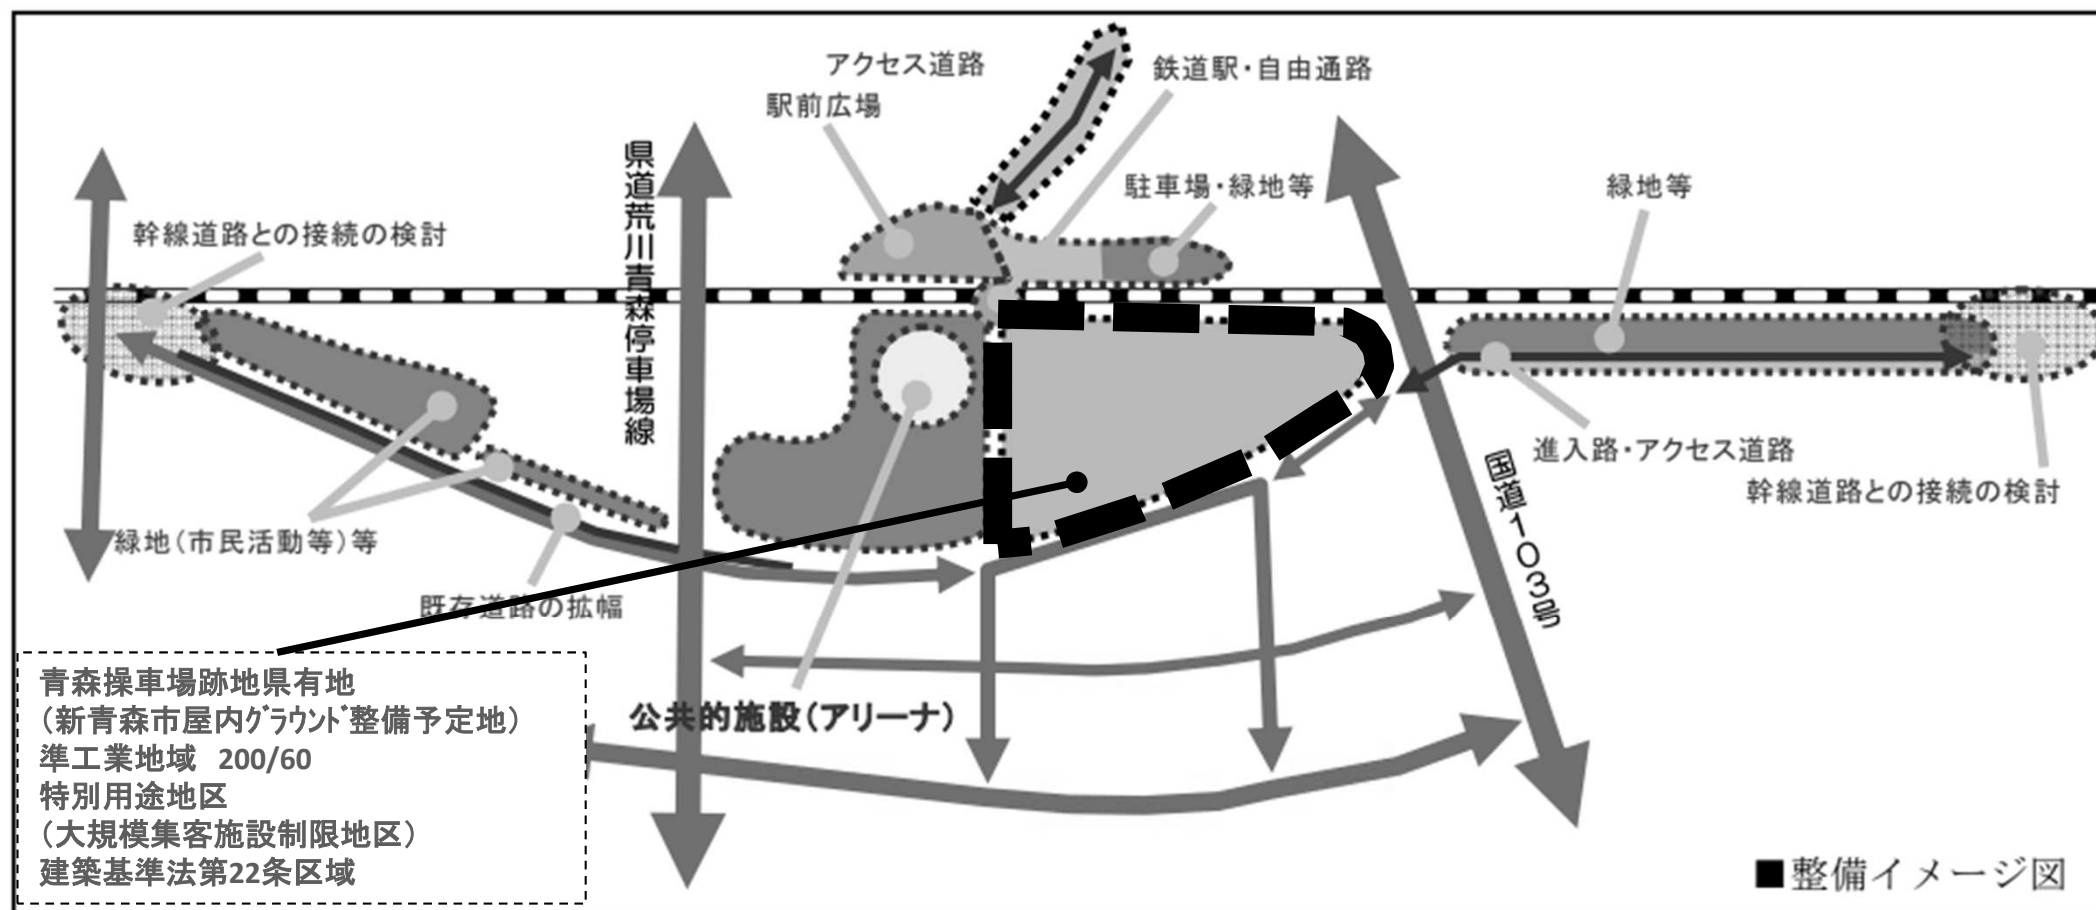 アクセス道路
鉄道駅・自由通路
駅前広場
駐車場・緑地等
緑地等
幹線道路との接続の検討
県道荒川青森停車場線
進入路・アクセス道路
国道103号
幹線道路との接続の検討
緑地(市民活動等)等
既存道路の拡幅
公共的施設(アリーナ)
青森操車場跡地県有地
(新青森市屋内グラウンド整備予定地)
準工業地域 200/60
特別用途地区
(大規模集客施設制限地区)
建築基準法第22条区域
■整備イメージ図